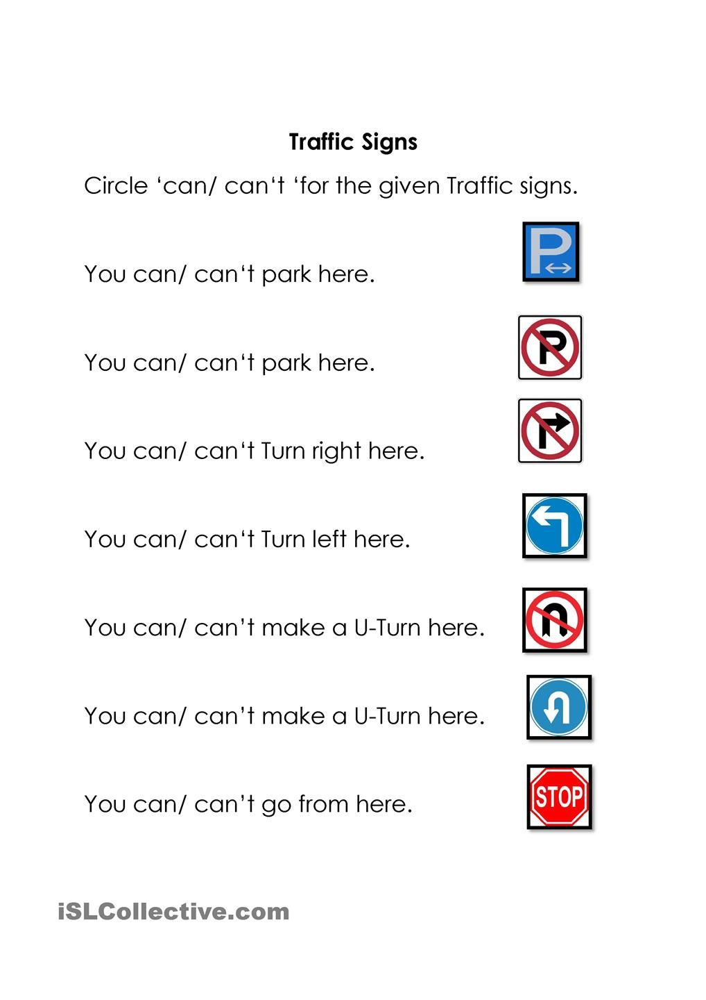 Traffic Signs
Circle ‘can/ can‘t ‘for the given Traffic signs.
P
You can/ can‘t park here.
P
You can/ can‘t park here.
You can/ can‘t Turn right here.
You can/ can‘t Turn left here.
You can/ can’t make a U-Turn here.
You can/ can’t make a U-Turn here.
STOP
You can/ can’t go from here.
iSLCollective.com